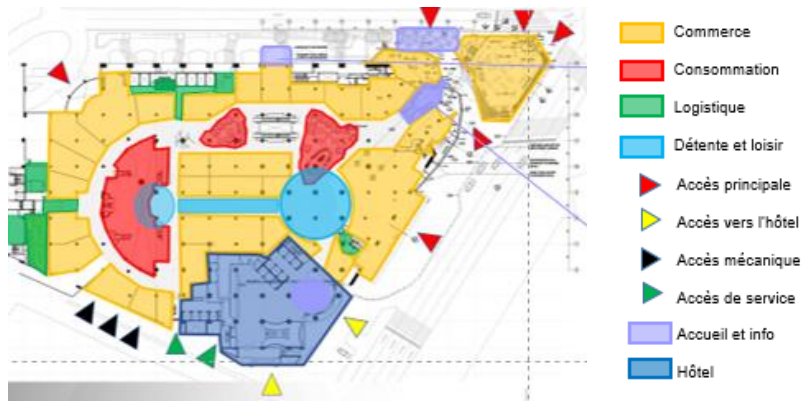 Commerce
Consommation
Logistique
Détente et loisir
Accès principale
Accès vers l'hôtel
Accès mécanique
Accès de service
Accueil et info
Hôtel